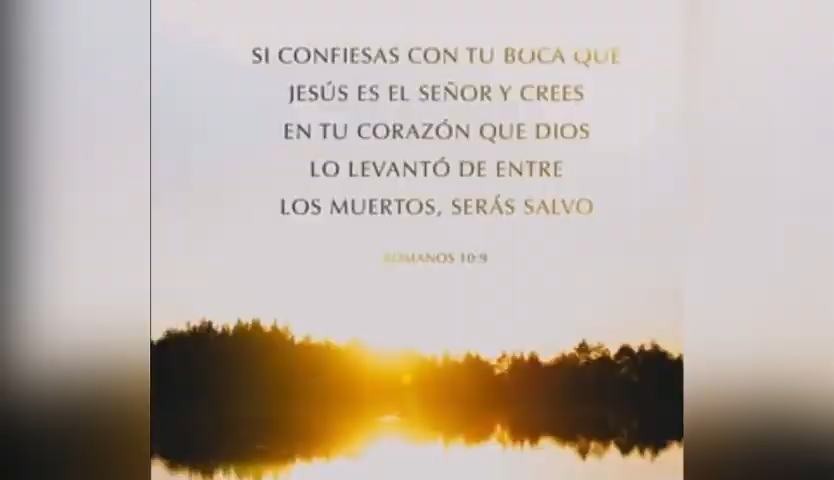 SI CONFIESAS CON TU BOCA QUE
JESÚS ES EL SEÑOR Y CREES
EN TU CORAZÓN QUE DIOS
LO LEVANTÓ DE ENTRE
LOS MUERTOS, SERÁS SALVO
ROMANOS 10:9